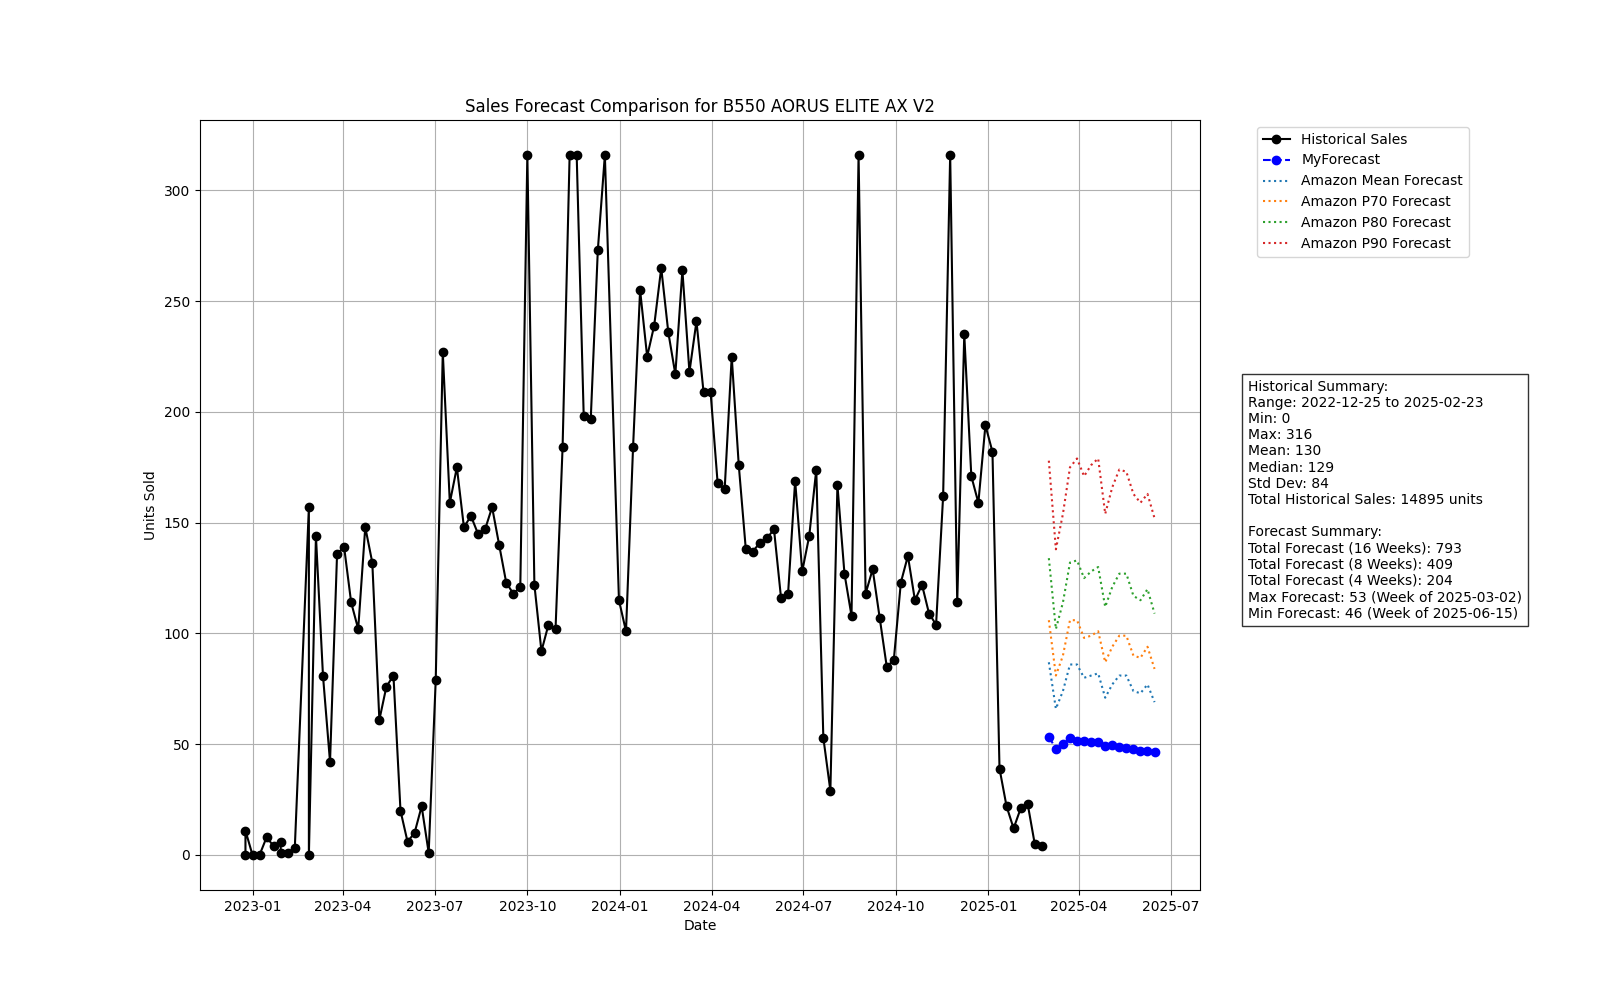 Sales Forecast Comparison for B550 AORUS ELITE AX V2
Units Sold
300
250
200
150
100
50
0
2023-01
2023-04
2023-07
2023-10
2024-01
2024-04
2024-07
2024-10
2025-01
2025-04
2025-07
Date
Historical Sales
MyForecast
Amazon Mean Forecast
Amazon P70 Forecast
Amazon P80 Forecast
Amazon P90 Forecast
Historical Summary:
Range: 2022-12-25 to 2025-02-23
Min: 0
Max: 316
Mean: 130
Median: 129
Std Dev: 84
Total Historical Sales: 14895 units
Forecast Summary:
Total Forecast (16 Weeks): 793
Total Forecast (8 Weeks): 409
Total Forecast (4 Weeks): 204
Max Forecast: 53 (Week of 2025-03-02)
Min Forecast: 46 (Week of 2025-06-15)